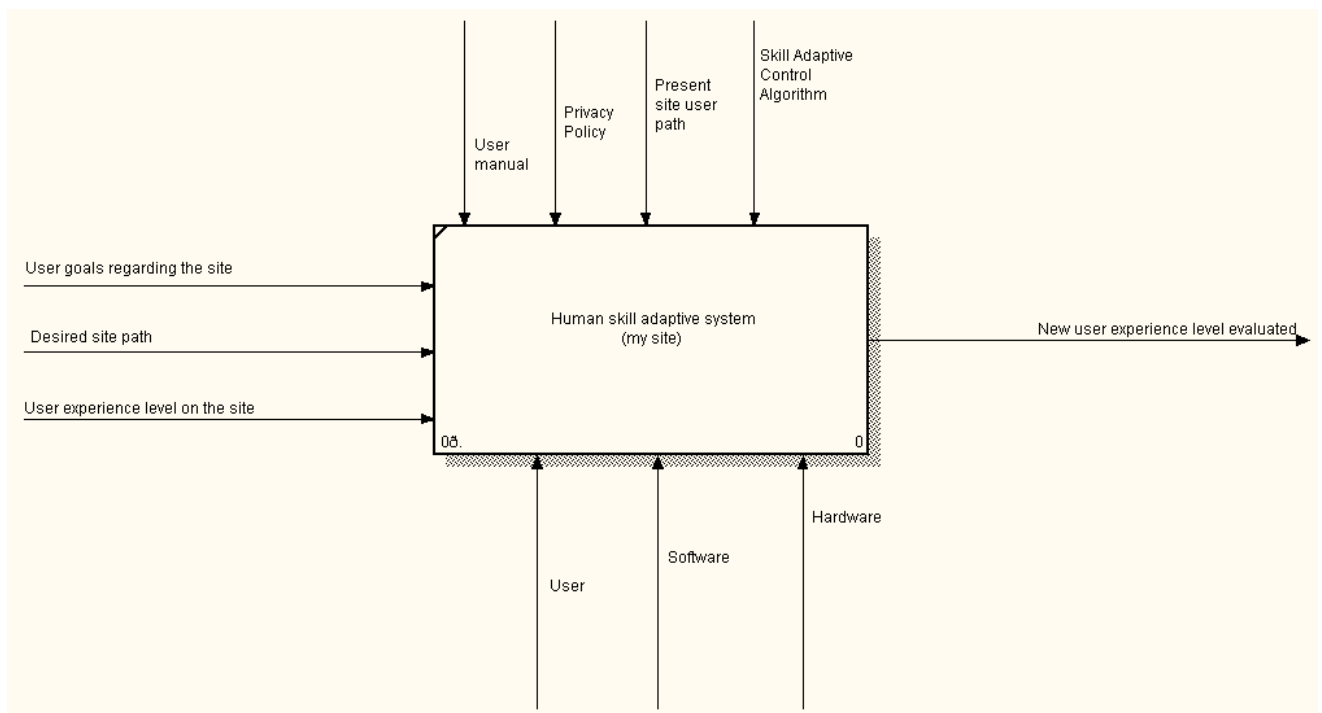 Skill Adaptive
Control
Algorithm
Present
site user
path
Privacy
Policy
User
manual
User goals regarding the site
Desired site path
User experience level on the site
Human skill adaptive system
(my site)
New user experience level evaluated
0ð.
0
Hardware
Software
User